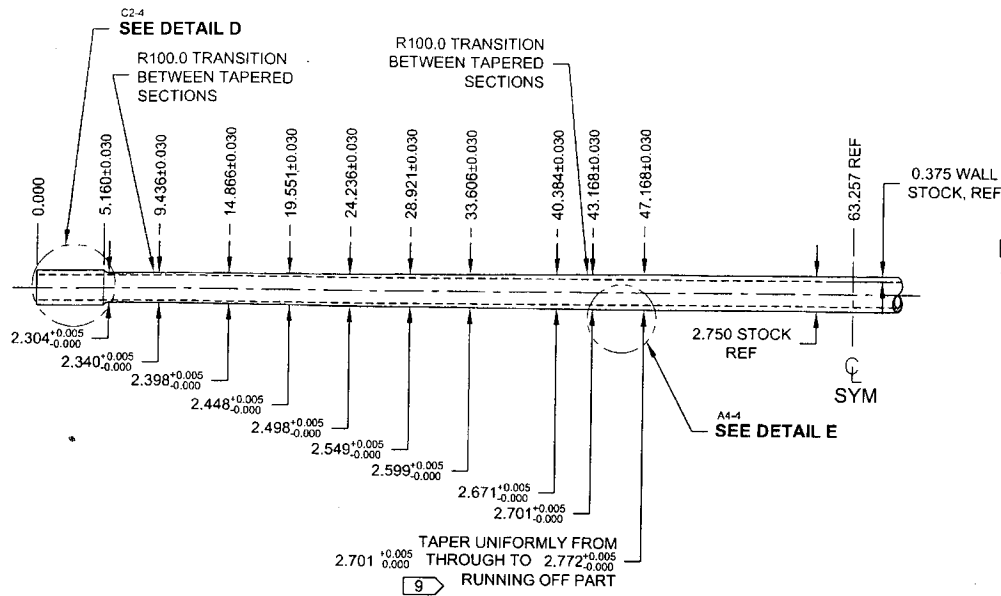 C2-4
SEE DETAIL D
R100.0 TRANSITION
BETWEEN TAPERED
SECTIONS
R100.0 TRANSITION
BETWEEN TAPERED
SECTIONS
0.000
5.160±0.030
9.436±0.030
14.866±0.030
19.551±0.030
24.236±0.030
28.921±0.030
33.606±0.030
40.384±0.030
43.168±0.030
47.168±0.030
63.257 REF
0.375 WALL
STOCK, REF
2.304 +0.005 -0.000
2.340 +0.005 -0.000
2.398 +0.005 -0.000
2.448 +0.005 -0.000
2.498 +0.005 -0.000
2.549 +0.005 -0.000
2.599 +0.005 -0.000
2.671 +0.005 -0.000
2.701 +0.005 -0.000
2.750 STOCK
REF
℄
SYM
A4-4
SEE DETAIL E
TAPER UNIFORMLY FROM
2.701 +0.005 0.000 THROUGH TO 2.772 +0.005 -0.000
9 RUNNING OFF PART